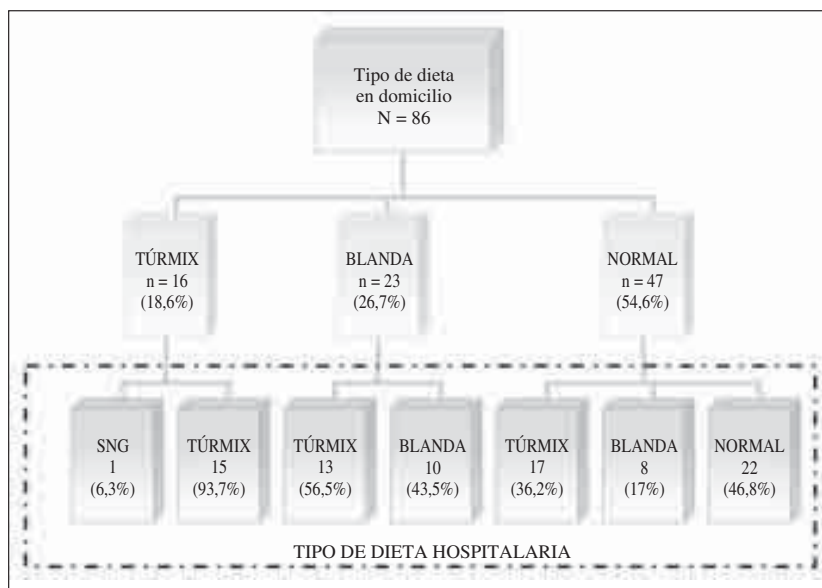 Tipo de dieta
en domicilio
N = 86
TÚRMIX
n = 16
(18,6%)
BLANDA
n = 23
(26,7%)
NORMAL
n = 47
(54,6%)
SNG
1
(6,3%)
TÚRMIX
15
(93,7%)
TÚRMIX
13
(56,5%)
BLANDA
10
(43,5%)
TÚRMIX
17
(36,2%)
BLANDA
8
(17%)
NORMAL
22
(46,8%)
TIPO DE DIETA HOSPITALARIA